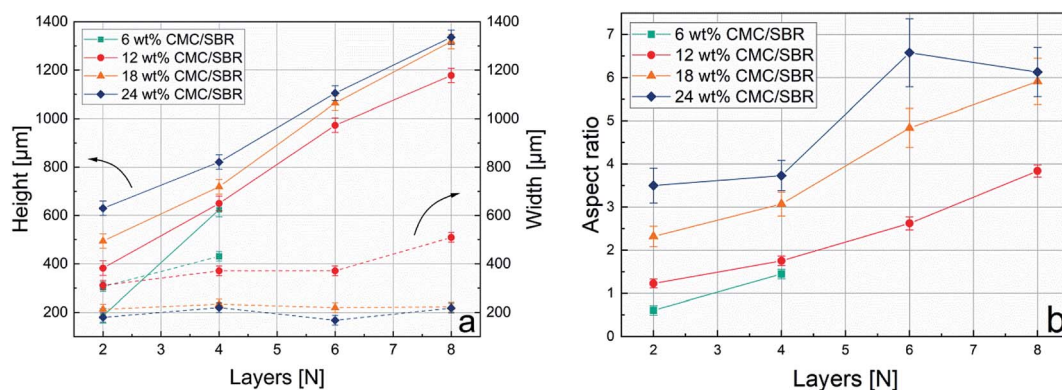 1400
1200
1000
800
600
400
200
Height [µm]
6 wt% CMC/SBR
12 wt% CMC/SBR
18 wt% CMC/SBR
24 wt% CMC/SBR
1400
1200
1000
800
600
400
200
Width [µm]
a
2 3 4 5 6 7 8
Layers [N]
7
6
5
4
3
2
1
0
Aspect ratio
6 wt% CMC/SBR
12 wt% CMC/SBR
18 wt% CMC/SBR
24 wt% CMC/SBR
b
2 3 4 5 6 7 8
Layers [N]